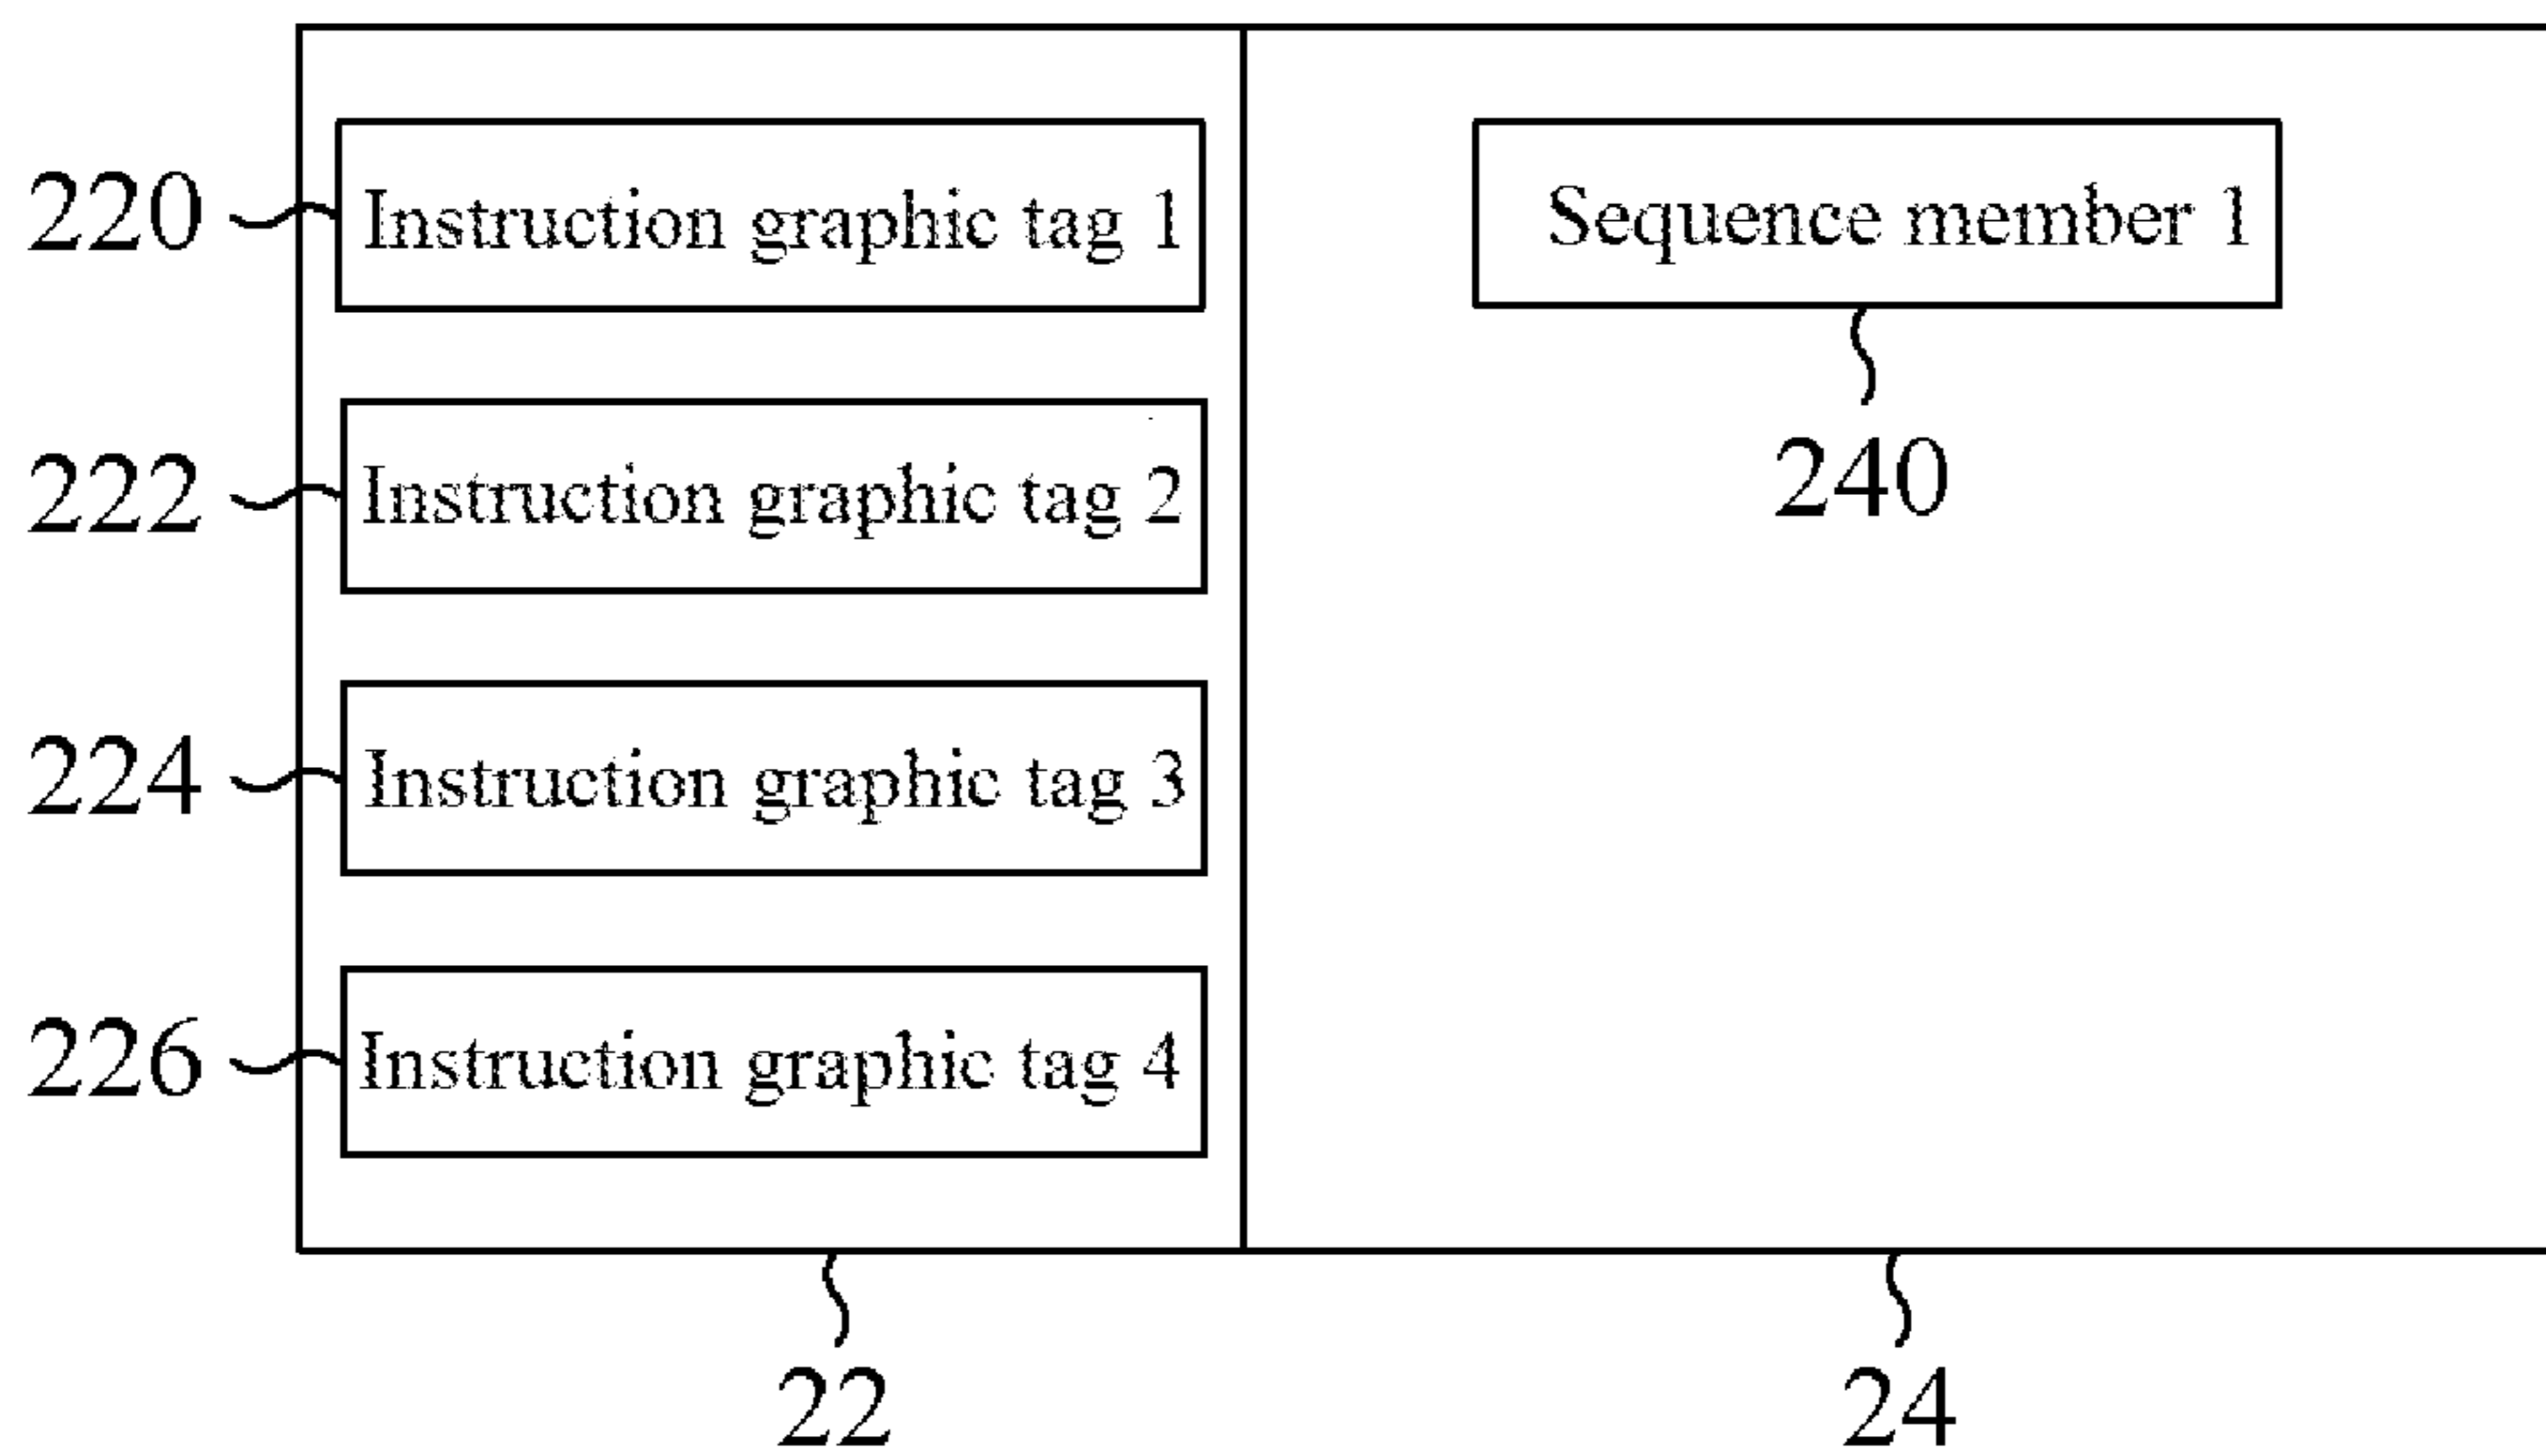 220
Instruction graphic tag 1
Sequence member 1
240
222
Instruction graphic tag 2
224
Instruction graphic tag 3
226
Instruction graphic tag 4
22
24